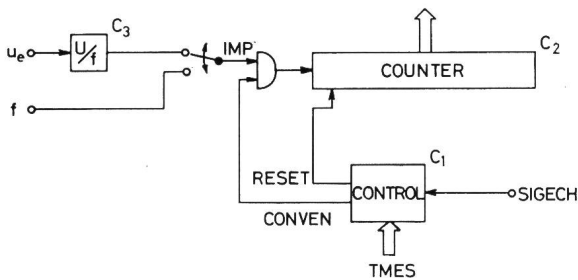 C₃
uₑ
U/f
IMP
C₂
COUNTER
f
C₁
RESET
CONTROL
SIGECH
CONVEN
TMES